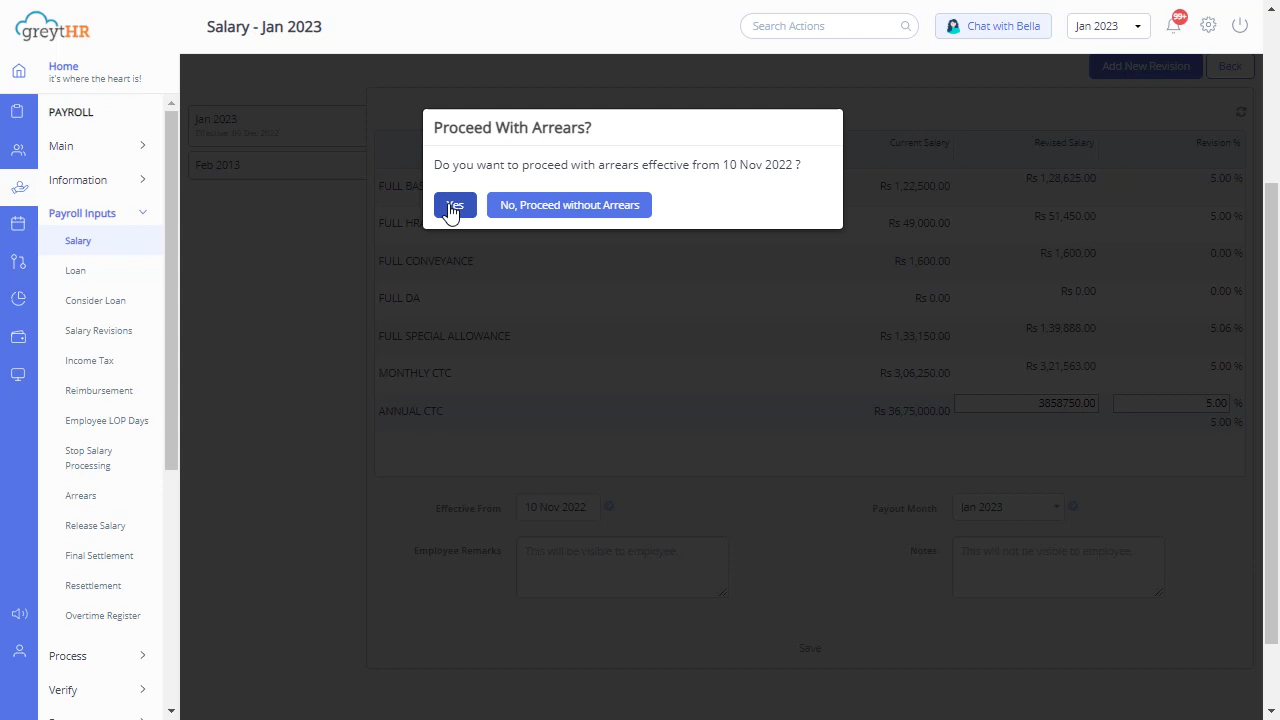 greytHR
Salary - Jan 2023
Search Actions
Chat with Bella
Jan 2023
99+
Home
it's where the heart is!
PAYROLL
Main
Information
Payroll Inputs
Salary
Loan
Consider Loan
Salary Revisions
Income Tax
Reimbursement
Employee LOP Days
Stop Salary
Processing
Arrears
Release Salary
Final Settlement
Resettlement
Overtime Register
Process
Verify
Add New Revision
Back
Jan 2023
Effective: 06 Dec 2022
Feb 2013
Proceed With Arrears?
Do you want to proceed with arrears effective from 10 Nov 2022 ?
Yes
No, Proceed without Arrears
Current Salary
Revised Salary
Revision %
FULL BAS
Rs 1,22,500.00
Rs 1,28,625.00
5.00 %
FULL HRA
Rs 49,000.00
Rs 51,450.00
5.00 %
FULL CONVEYANCE
Rs 1,600.00
Rs 1,600.00
0.00 %
FULL DA
Rs 0.00
Rs 0.00
0.00 %
FULL SPECIAL ALLOWANCE
Rs 1,33,150.00
Rs 1,39,888.00
5.06 %
MONTHLY CTC
Rs 3,06,250.00
Rs 3,21,563.00
5.00 %
ANNUAL CTC
Rs 36,75,000.00
3858750.00
5.00 %
5.00 %
Effective From
10 Nov 2022
Payout Month
Jan 2023
Employee Remarks
This will be visible to employee.
Notes
This will not be visible to employee.
Save